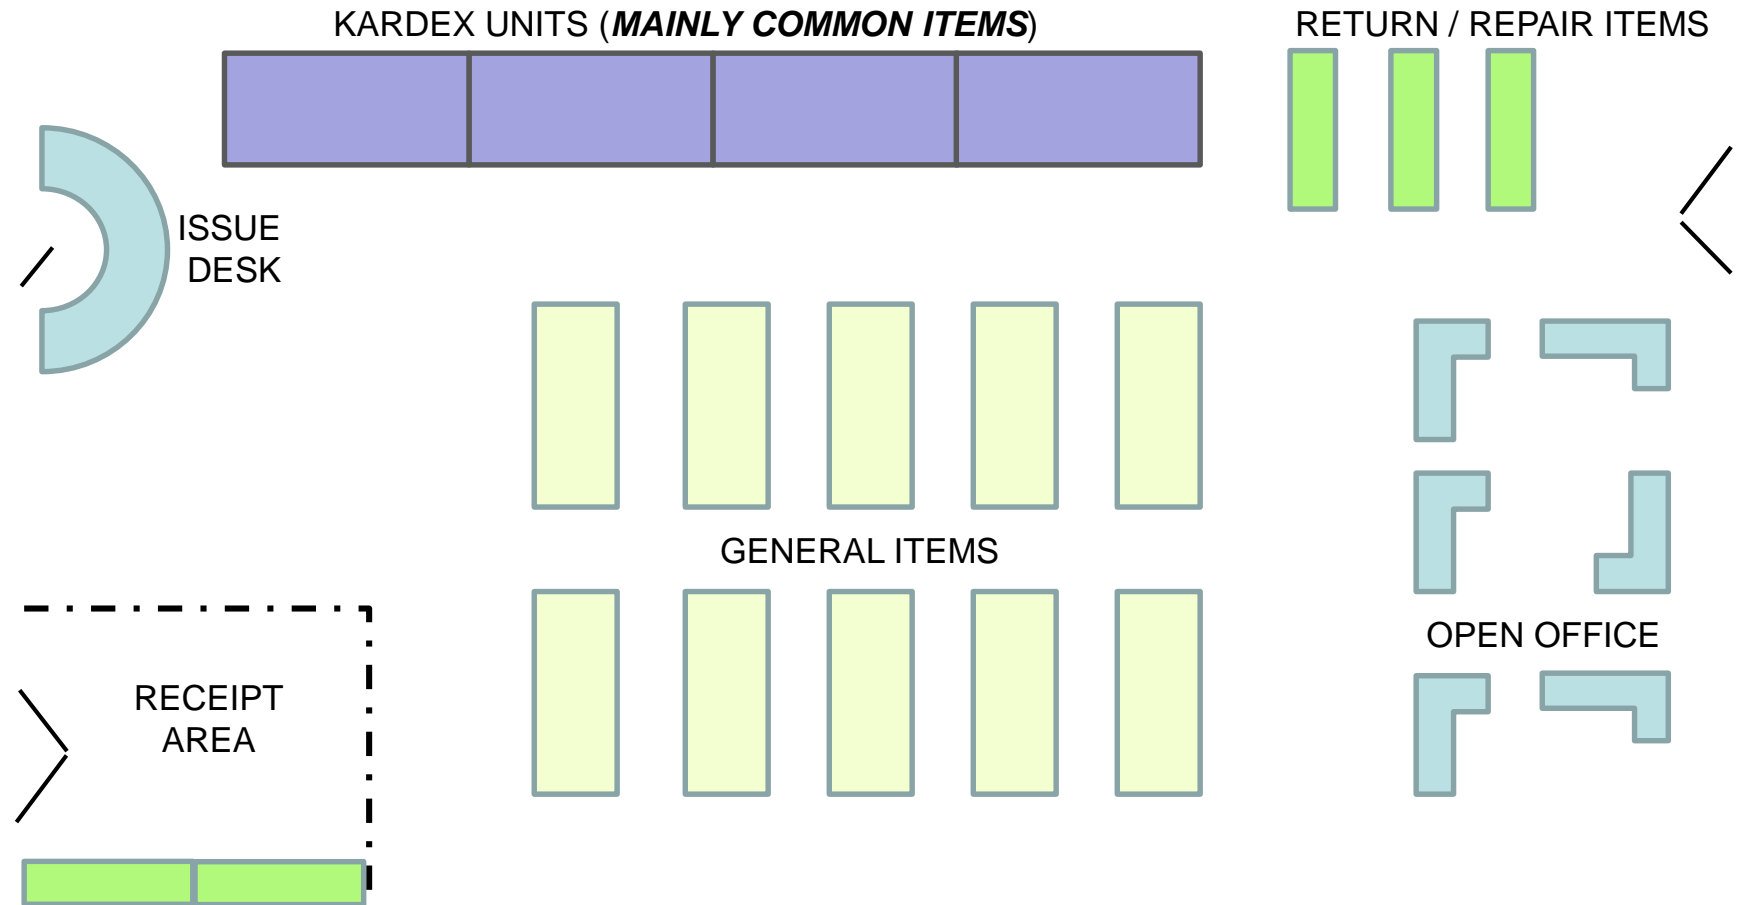 KARDEX UNITS (MAINLY COMMON ITEMS)
RETURN / REPAIR ITEMS
ISSUE
DESK
GENERAL ITEMS
OPEN OFFICE
RECEIPT
AREA